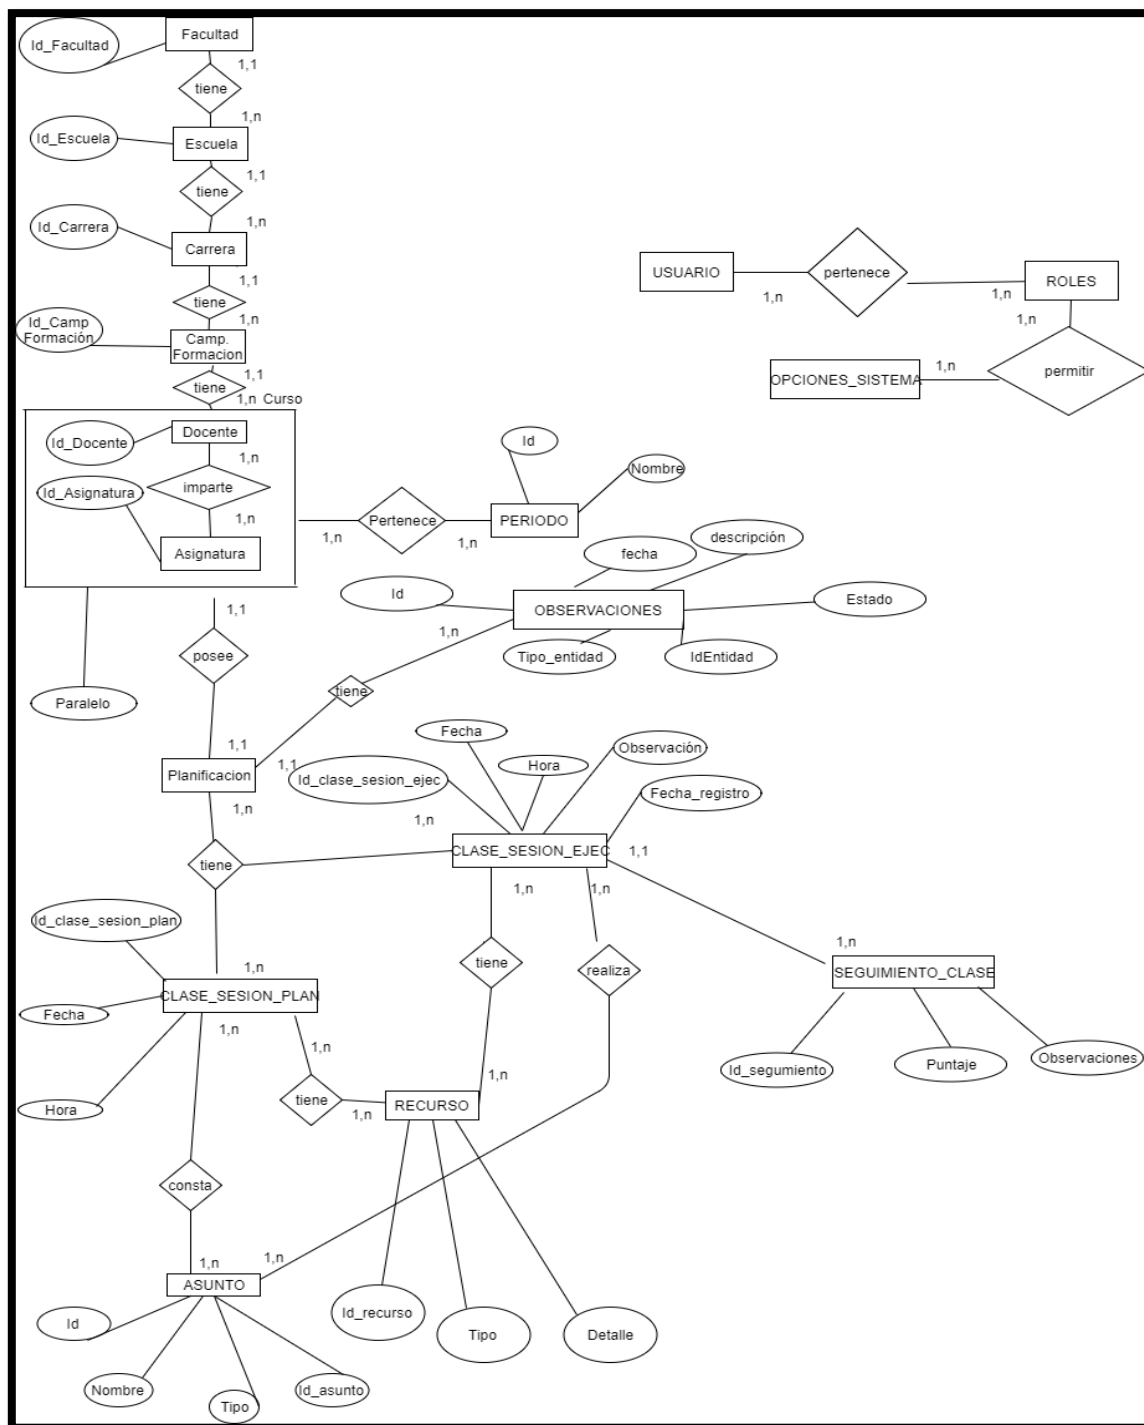 Facultad
Id_Facultad
1,1
tiene
1,n
Id_Escuela
Escuela
1,1
tiene
1,n
Id_Carrera
Carrera
1,1
tiene
1,n
Id_Camp
Formación
Camp.
Formacion
1,1
tiene
1,n Curso
USUARIO
1,n
pertenece
1,n
ROLES
1,n
OPCIONES_SISTEMA
1,n
permitir
Id_Docente
Docente
1,n
Id_Asignatura
imparte
1,n
Asignatura
1,n
Pertenece
1,n
PERIODO
Id
Nombre
fecha
descripción
Id
OBSERVACIONES
Estado
Tipo_entidad
IdEntidad
1,1
posee
1,n
tiene
Paralelo
1,1
1,1
Planificacion
1,n
Id_clase_sesion_ejec
Fecha
Hora
Observación
Fecha_registro
1,n
CLASE_SESION_EJEC
1,1
tiene
1,n
1,n
Id_clase_sesion_plan
1,n
tiene
realiza
1,n
CLASE_SESION_PLAN
SEGUIMIENTO_CLASE
Fecha
1,n
1,n
Id_segumiento
Puntaje
Observaciones
Hora
tiene
1,n
1,n
RECURSO
consta
1,n
1,n
ASUNTO
Id
Nombre
Tipo
Id_asunto
Id_recurso
Tipo
Detalle